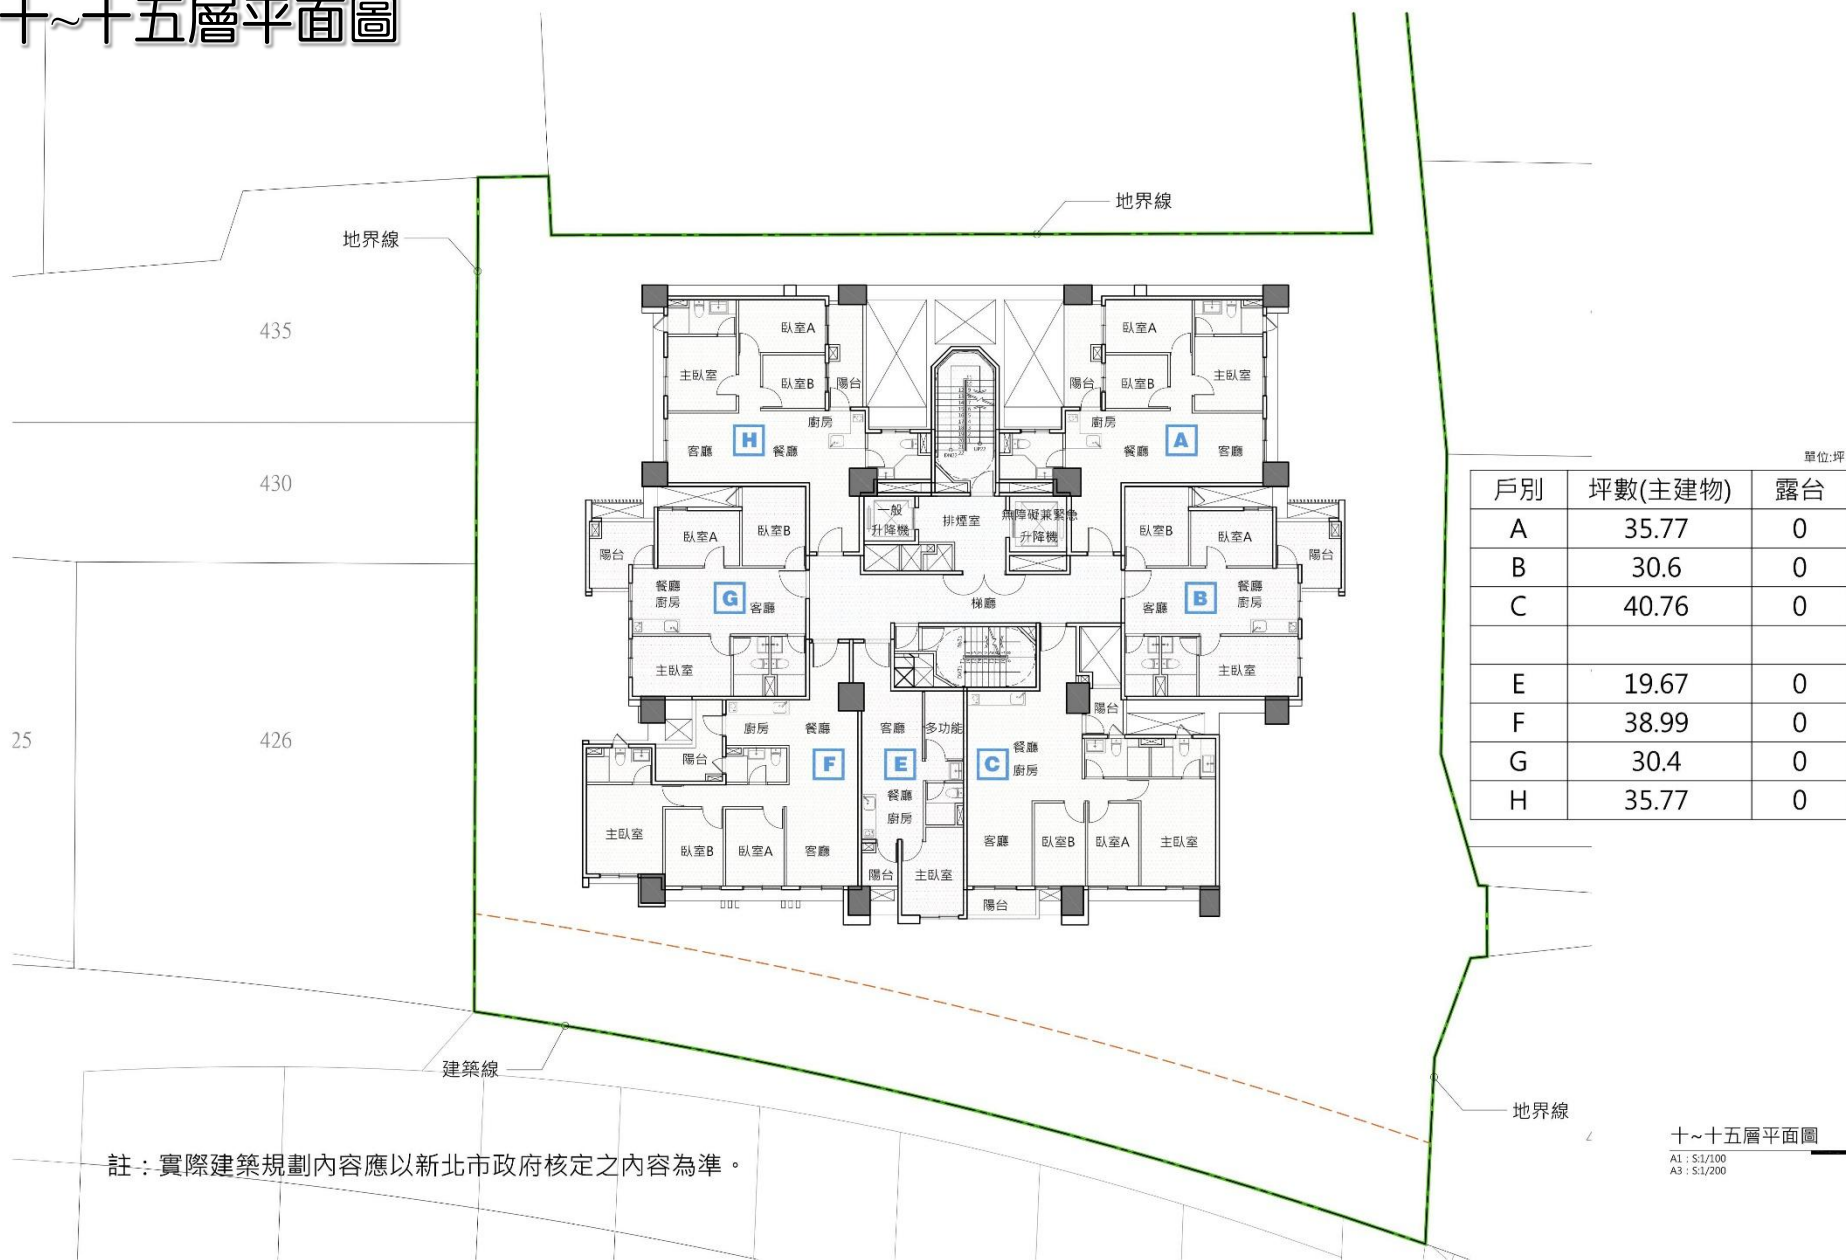 十~十五層平面圖
地界線
地界線
435
430
426
25
臥室A
主臥室
臥室B
陽台
廚房
H
客廳
餐廳
臥室A
陽台
臥室B
主臥室
廚房
A
餐廳
客廳
一般
升降機
排煙室
無障礙兼緊急
升降機
陽台
臥室A
臥室B
餐廳
廚房
G
客廳
主臥室
梯廳
臥室B
臥室A
陽台
客廳
B
餐廳
廚房
主臥室
廚房
餐廳
陽台
F
主臥室
臥室B
臥室A
客廳
客廳
多功能
E
餐廳
廚房
陽台
主臥室
陽台
C
餐廳
廚房
客廳
臥室B
臥室A
主臥室
陽台
單位:坪
戶別 坪數(主建物) 露台
A 35.77 0
B 30.6 0
C 40.76 0
E 19.67 0
F 38.99 0
G 30.4 0
H 35.77 0
建築線
地界線
註：實際建築規劃內容應以新北市政府核定之內容為準。
十~十五層平面圖
A1 : S:1/100
A3 : S:1/200